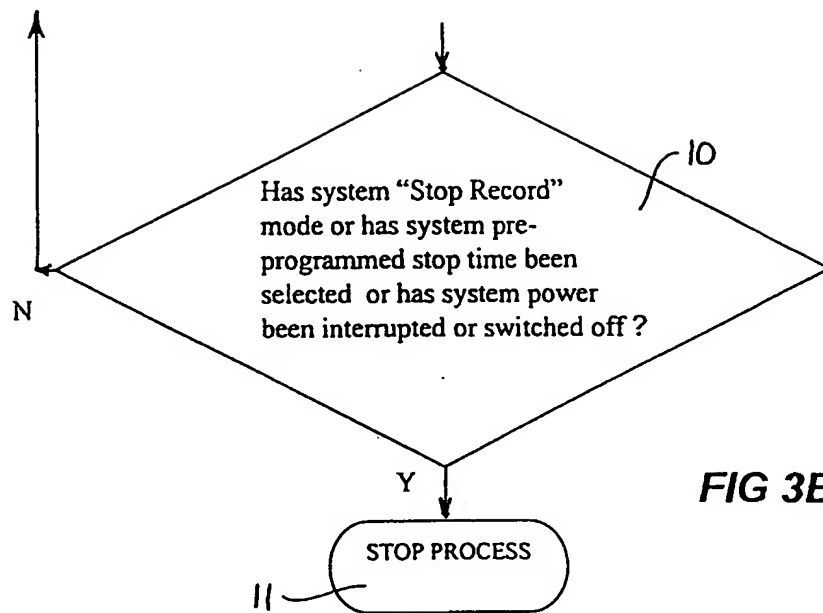 10
Has system “Stop Record”
mode or has system pre-
programmed stop time been
selected or has system power
been interrupted or switched off ?
N
Y
FIG 3B
STOP PROCESS
11